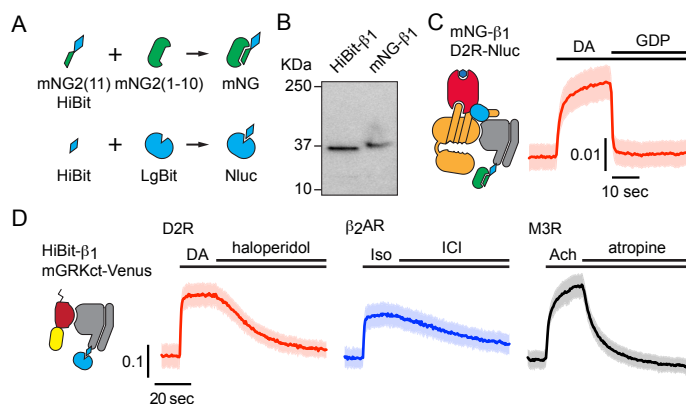 A
mNG2(11) + mNG2(1-10) → mNG
HiBit
HiBit + LgBit → Nluc
B
KDa
HiBit-β1
mNG-β1
250
37
10
C
mNG-β1
D2R-Nluc
DA
GDP
0.01
10 sec
D
HiBit-β1
mGRKct-Venus
0.1
20 sec
D2R
DA
haloperidol
β2AR
Iso
ICI
M3R
Ach
atropine